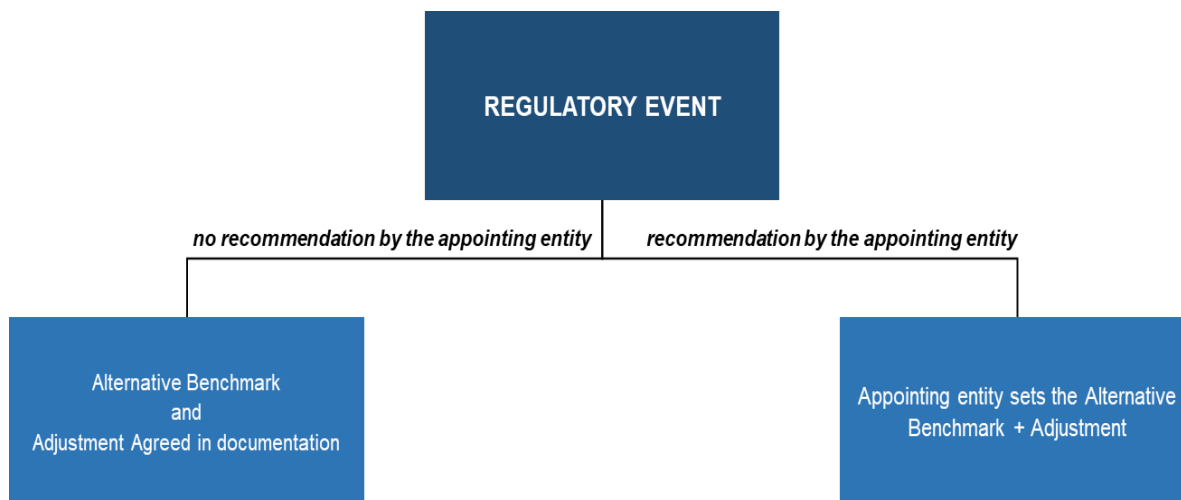 REGULATORY EVENT
no recommendation by the appointing entity
recommendation by the appointing entity
Alternative Benchmark
and
Adjustment Agreed in documentation
Appointing entity sets the Alternative
Benchmark + Adjustment